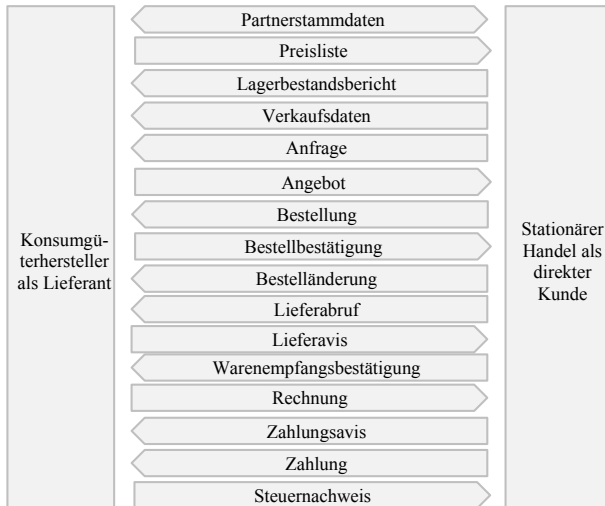 Partnerstammdaten
Preisliste
Lagerbestandsbericht
Verkaufsdaten
Anfrage
Angebot
Bestellung
Bestellbestätigung
Bestelländerung
Lieferabruf
Lieferavis
Warenempfangsbestätigung
Rechnung
Zahlungsavis
Zahlung
Steuernachweis
Konsumgü-
terhersteller
als Lieferant
Stationärer
Handel als
direkter
Kunde